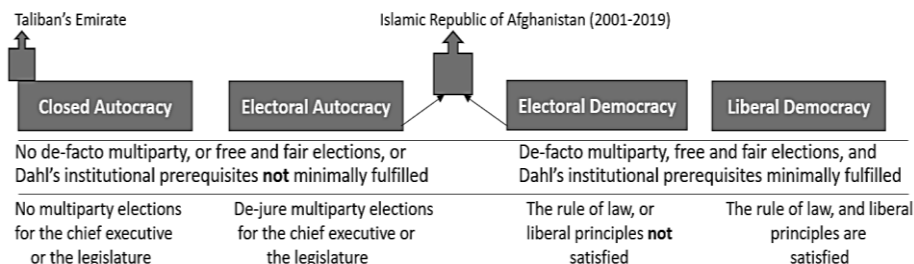 Taliban's Emirate
Islamic Republic of Afghanistan (2001-2019)
Closed Autocracy
Electoral Autocracy
Electoral Democracy
Liberal Democracy
No de-facto multiparty, or free and fair elections, or
Dahl's institutional prerequisites not minimally fulfilled
De-facto multiparty, free and fair elections, and
Dahl's institutional prerequisites minimally fulfilled
No multiparty elections
for the chief executive
or the legislature
De-jure multiparty elections
for the chief executive or
the legislature
The rule of law, or
liberal principles not
satisfied
The rule of law, and liberal
principles are
satisfied